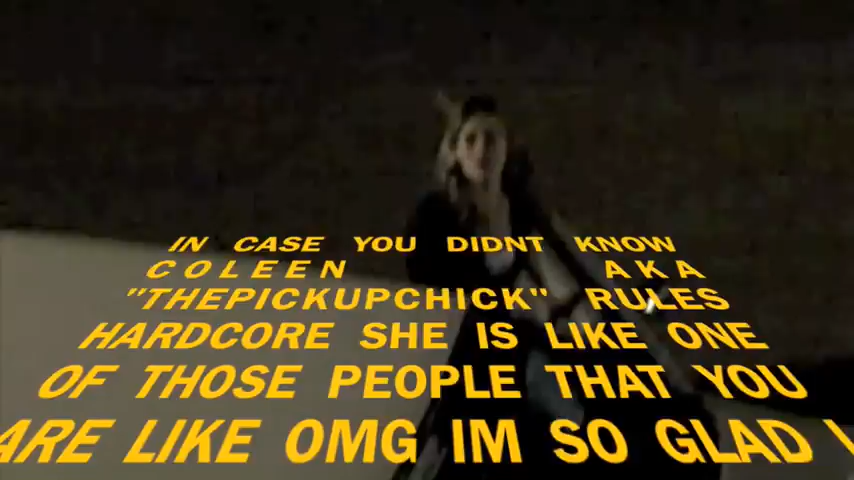 IN CASE YOU DIDNT KNOW
COLEEN AKA
"THEPICKUPCHICK" RULES
HARDCORE SHE IS LIKE ONE
OF THOSE PEOPLE THAT YOU
ARE LIKE OMG IM SO GLAD I